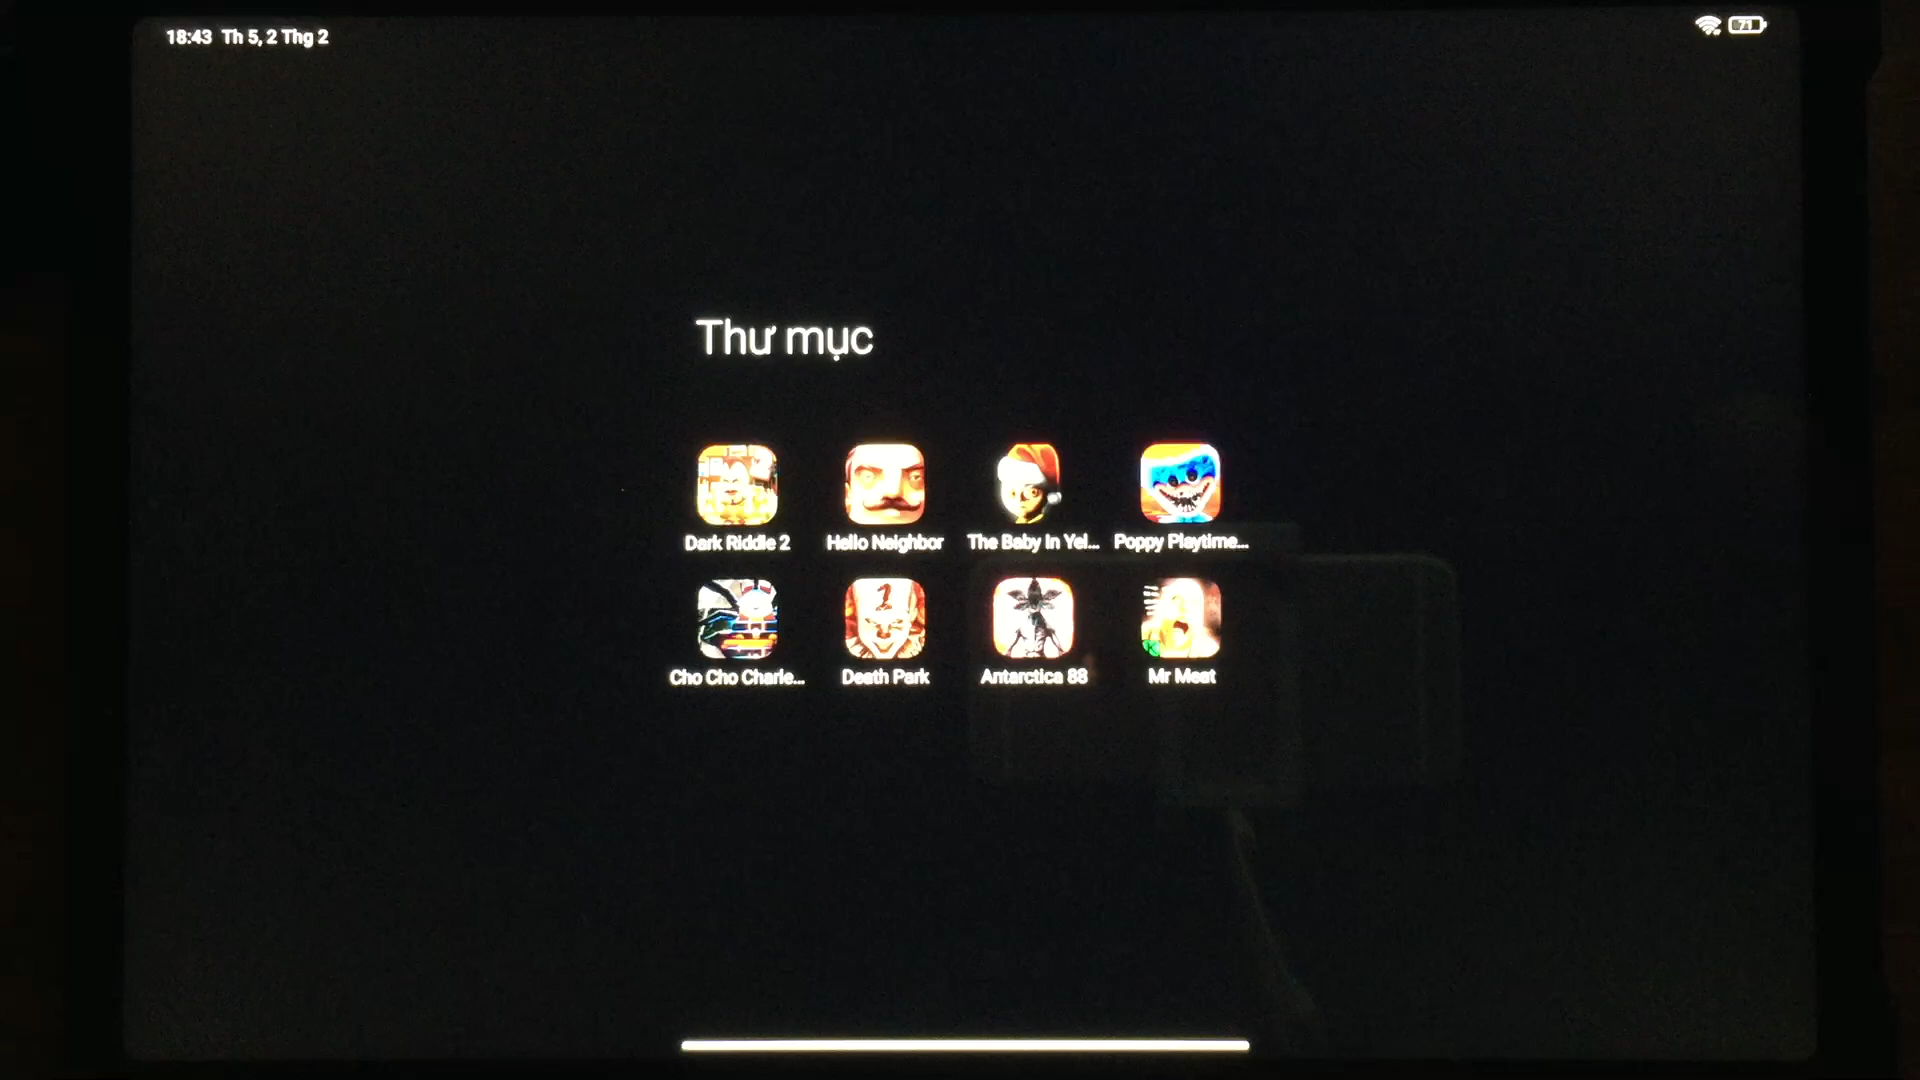 18:43 Th 5, 2 Thg 2
71
Thư mục
Dark Riddle 2
Hello Neighbor
The Baby In Yel...
Poppy Playtime...
Cho Cho Charle...
Death Park
Antarctica 88
Mr Meat